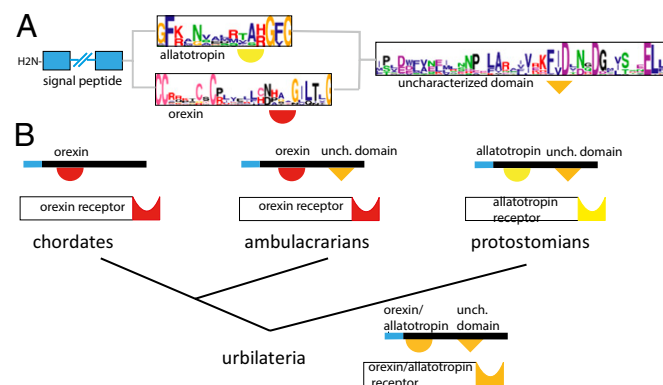 A
H2N-
signal peptide
allatotropin
orexin
uncharacterized domain
B
orexin
orexin unch. domain
allatotropin unch. domain
orexin receptor
orexin receptor
allatotropin
receptor
chordates
ambulacrarians
protostomians
orexin/ unch.
allatotropin domain
urbilateria
orexin/allatotropin
receptor